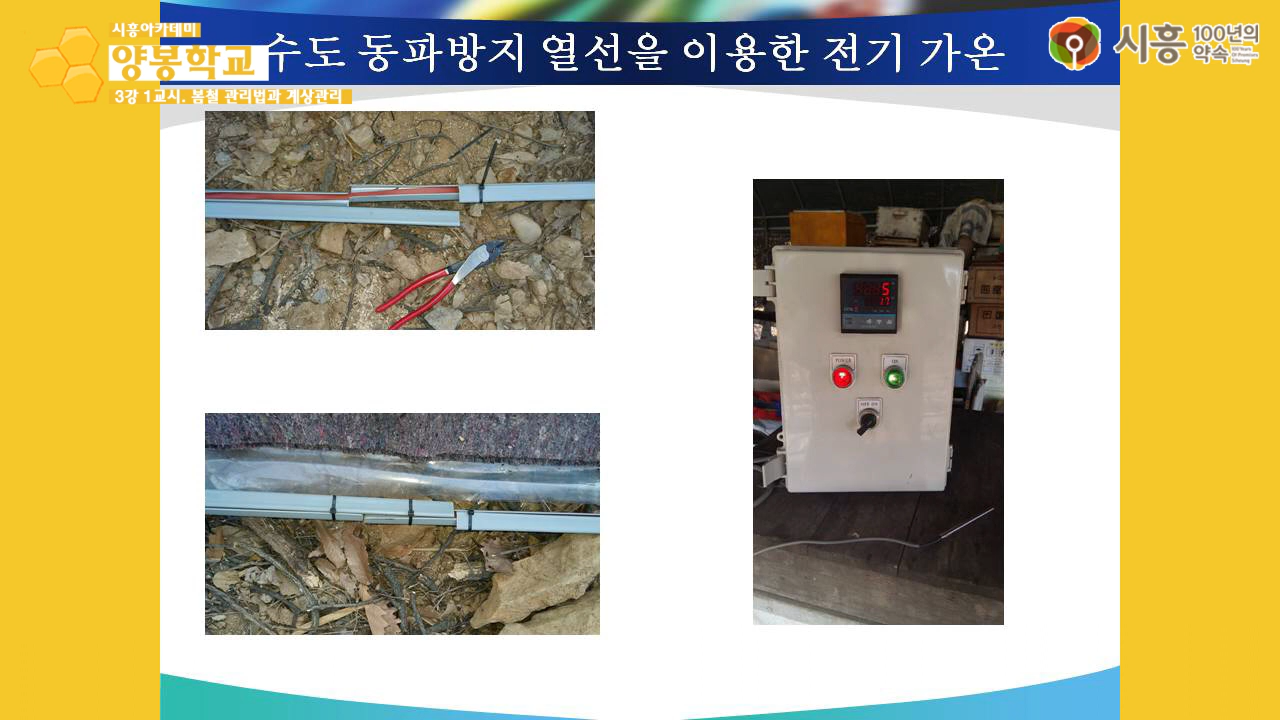 시흥아카데미
양봉학교
3강 1교시. 봄철 관리법과 계상관리
수도 동파방지 열선을 이용한 전기 가온
시흥
100년의
약속
POWER